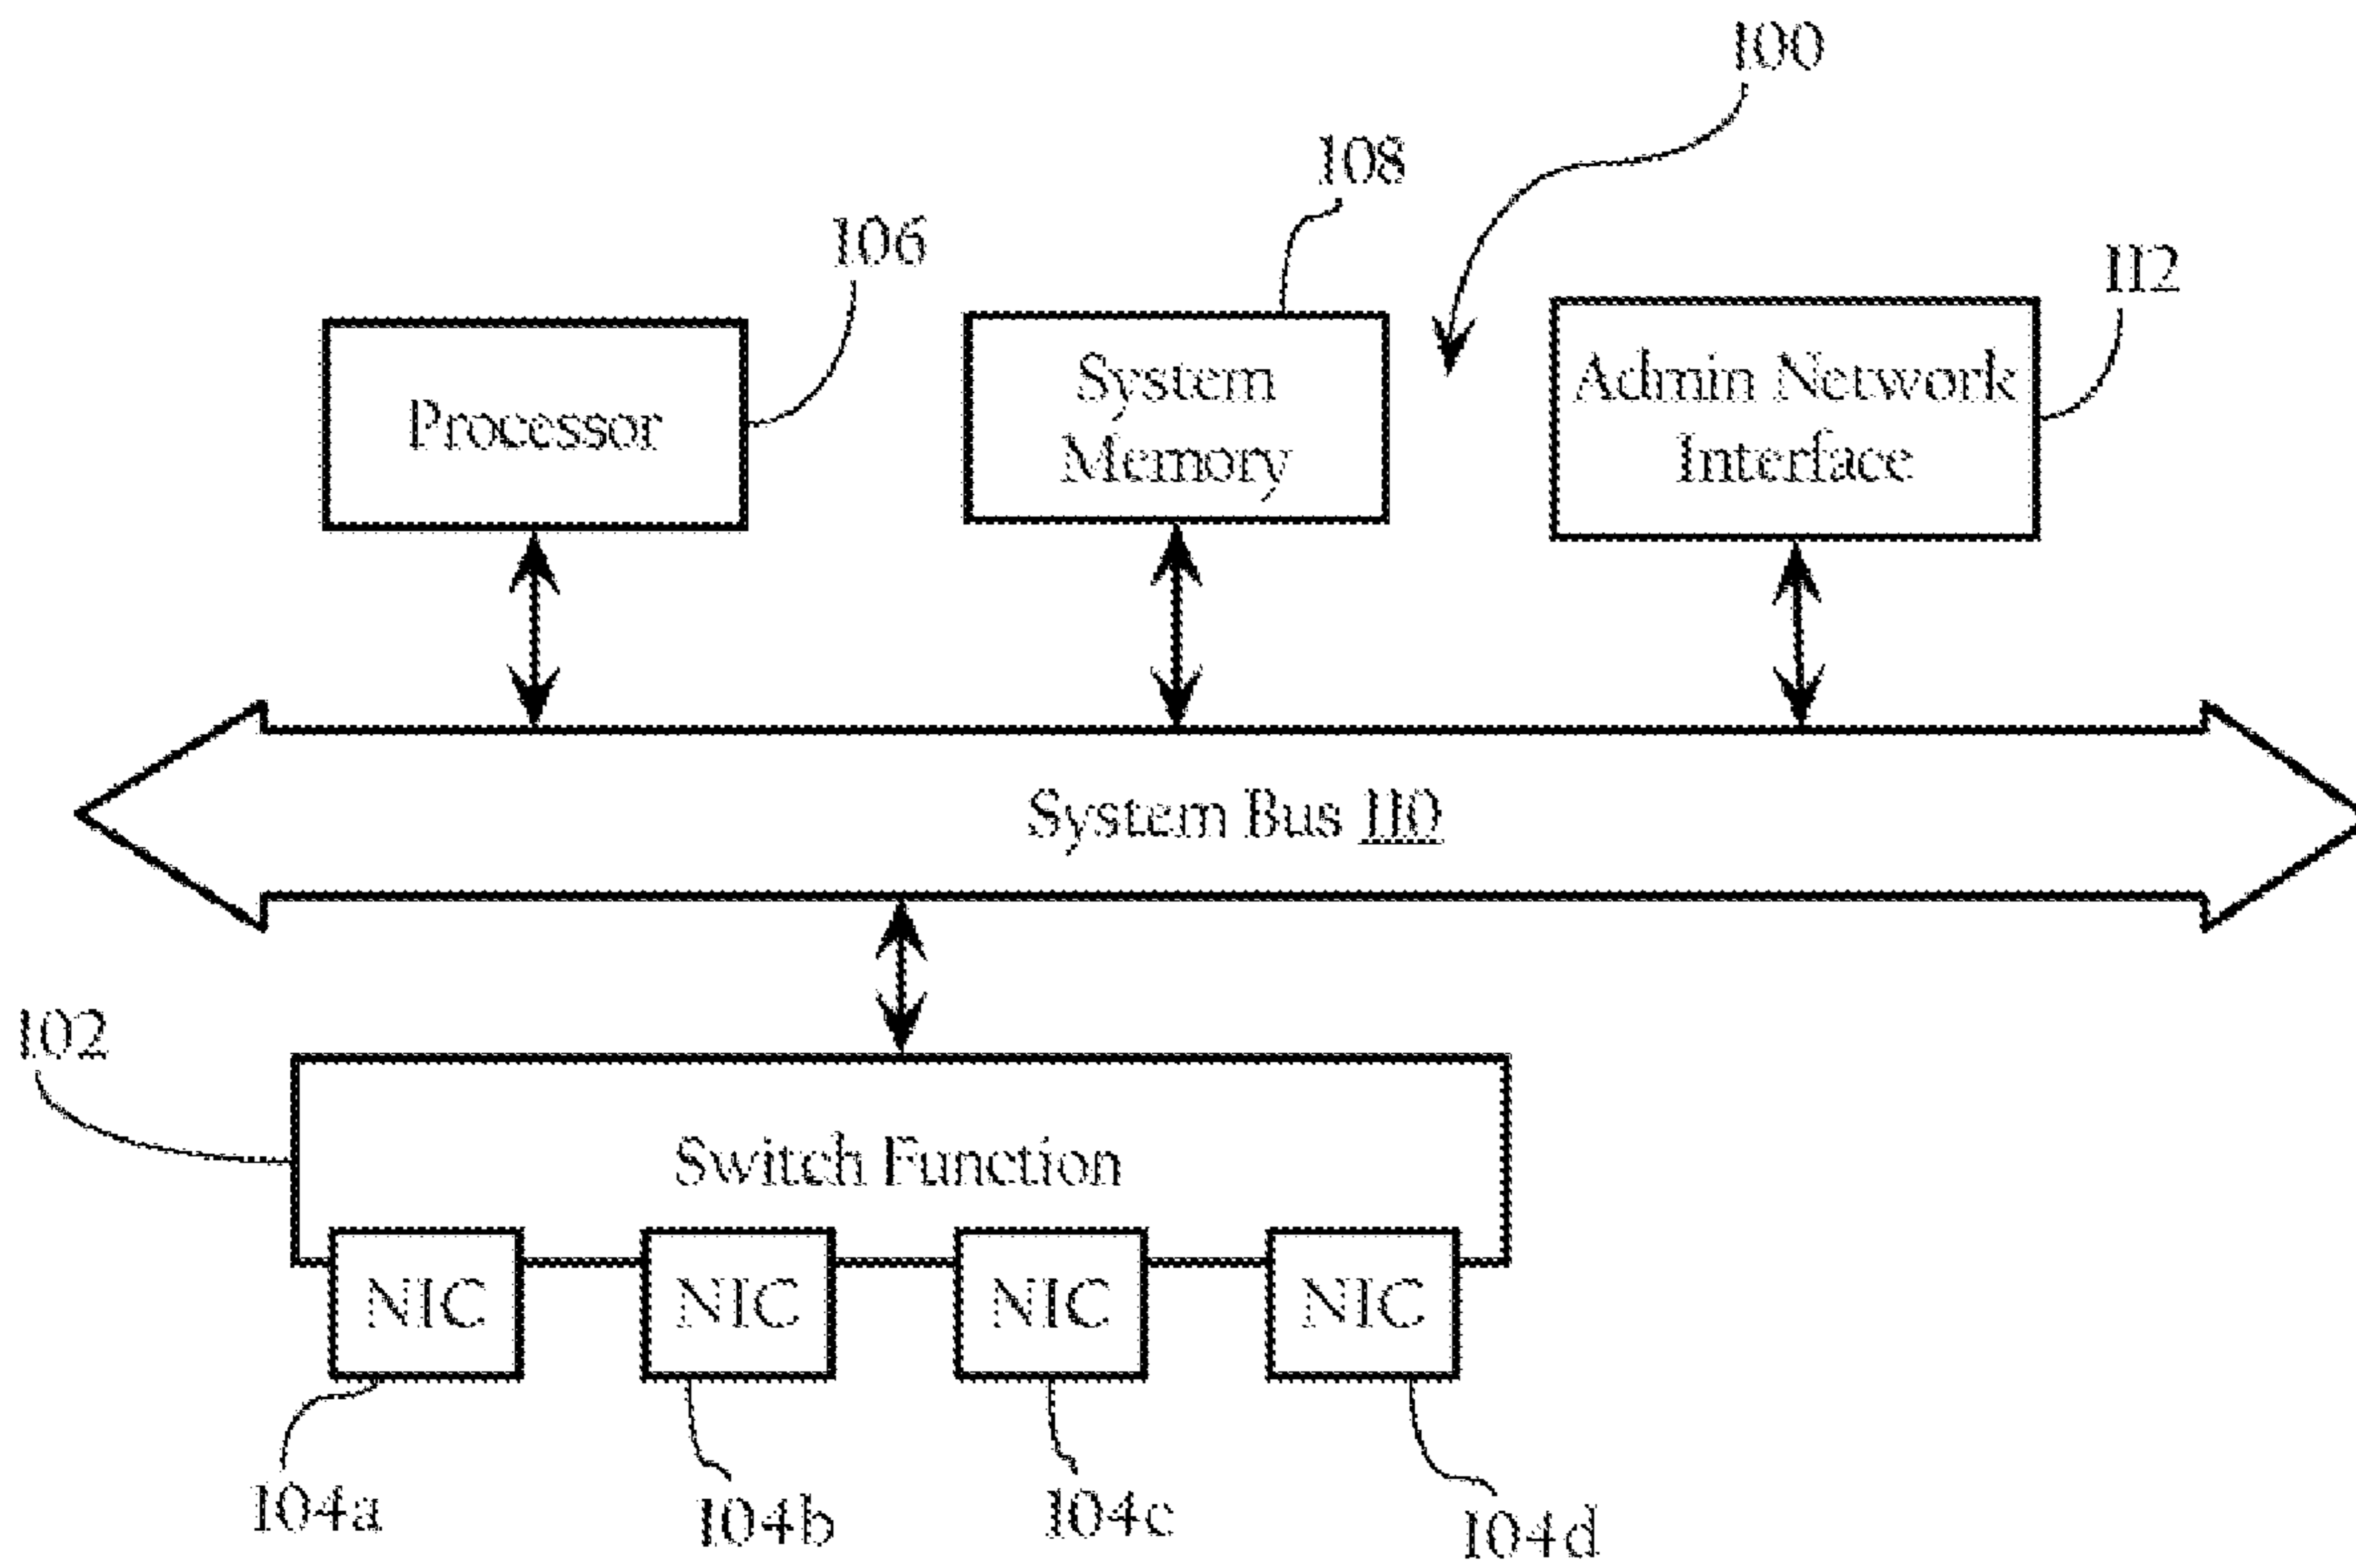 100
108
106
112
Processor
System
Memory
Admin Network
Interface
System Bus 110
102
Switch Function
NIC
NIC
NIC
NIC
104a
104b
104c
104d